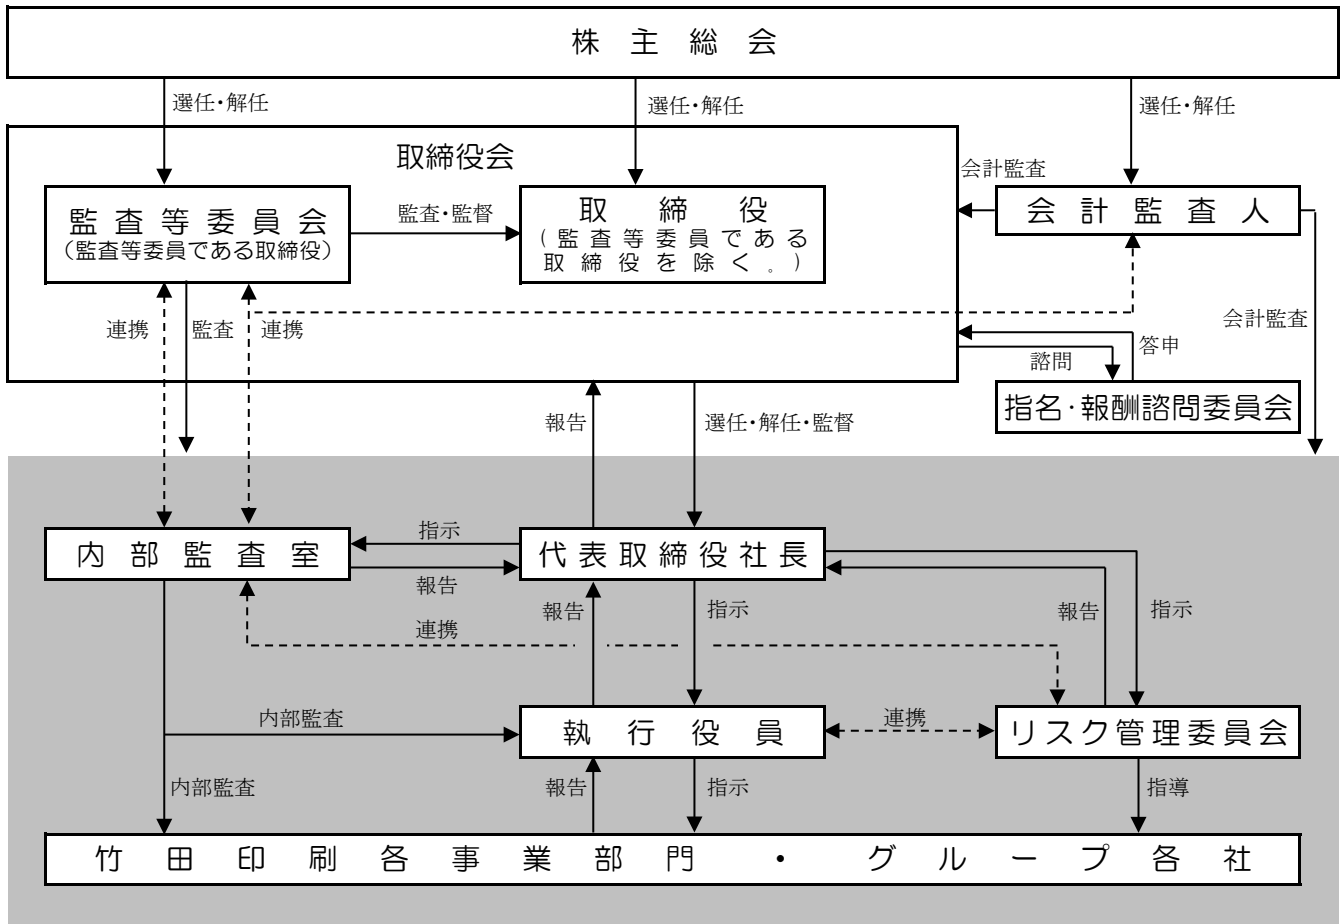 株主総会
選任・解任
選任・解任
選任・解任
取締役会
会計監査
監査等委員会
(監査等委員である取締役)
監査・監督
取締役
(監査等委員である
取締役を除く。)
会計監査人
連携
監査
連携
会計監査
答申
諮問
指名・報酬諮問委員会
報告
選任・解任・監督
内部監査室
指示
報告
代表取締役社長
報告
指示
報告
指示
連携
内部監査
執行役員
連携
リスク管理委員会
内部監査
報告
指示
指導
竹田印刷各事業部門・グループ各社